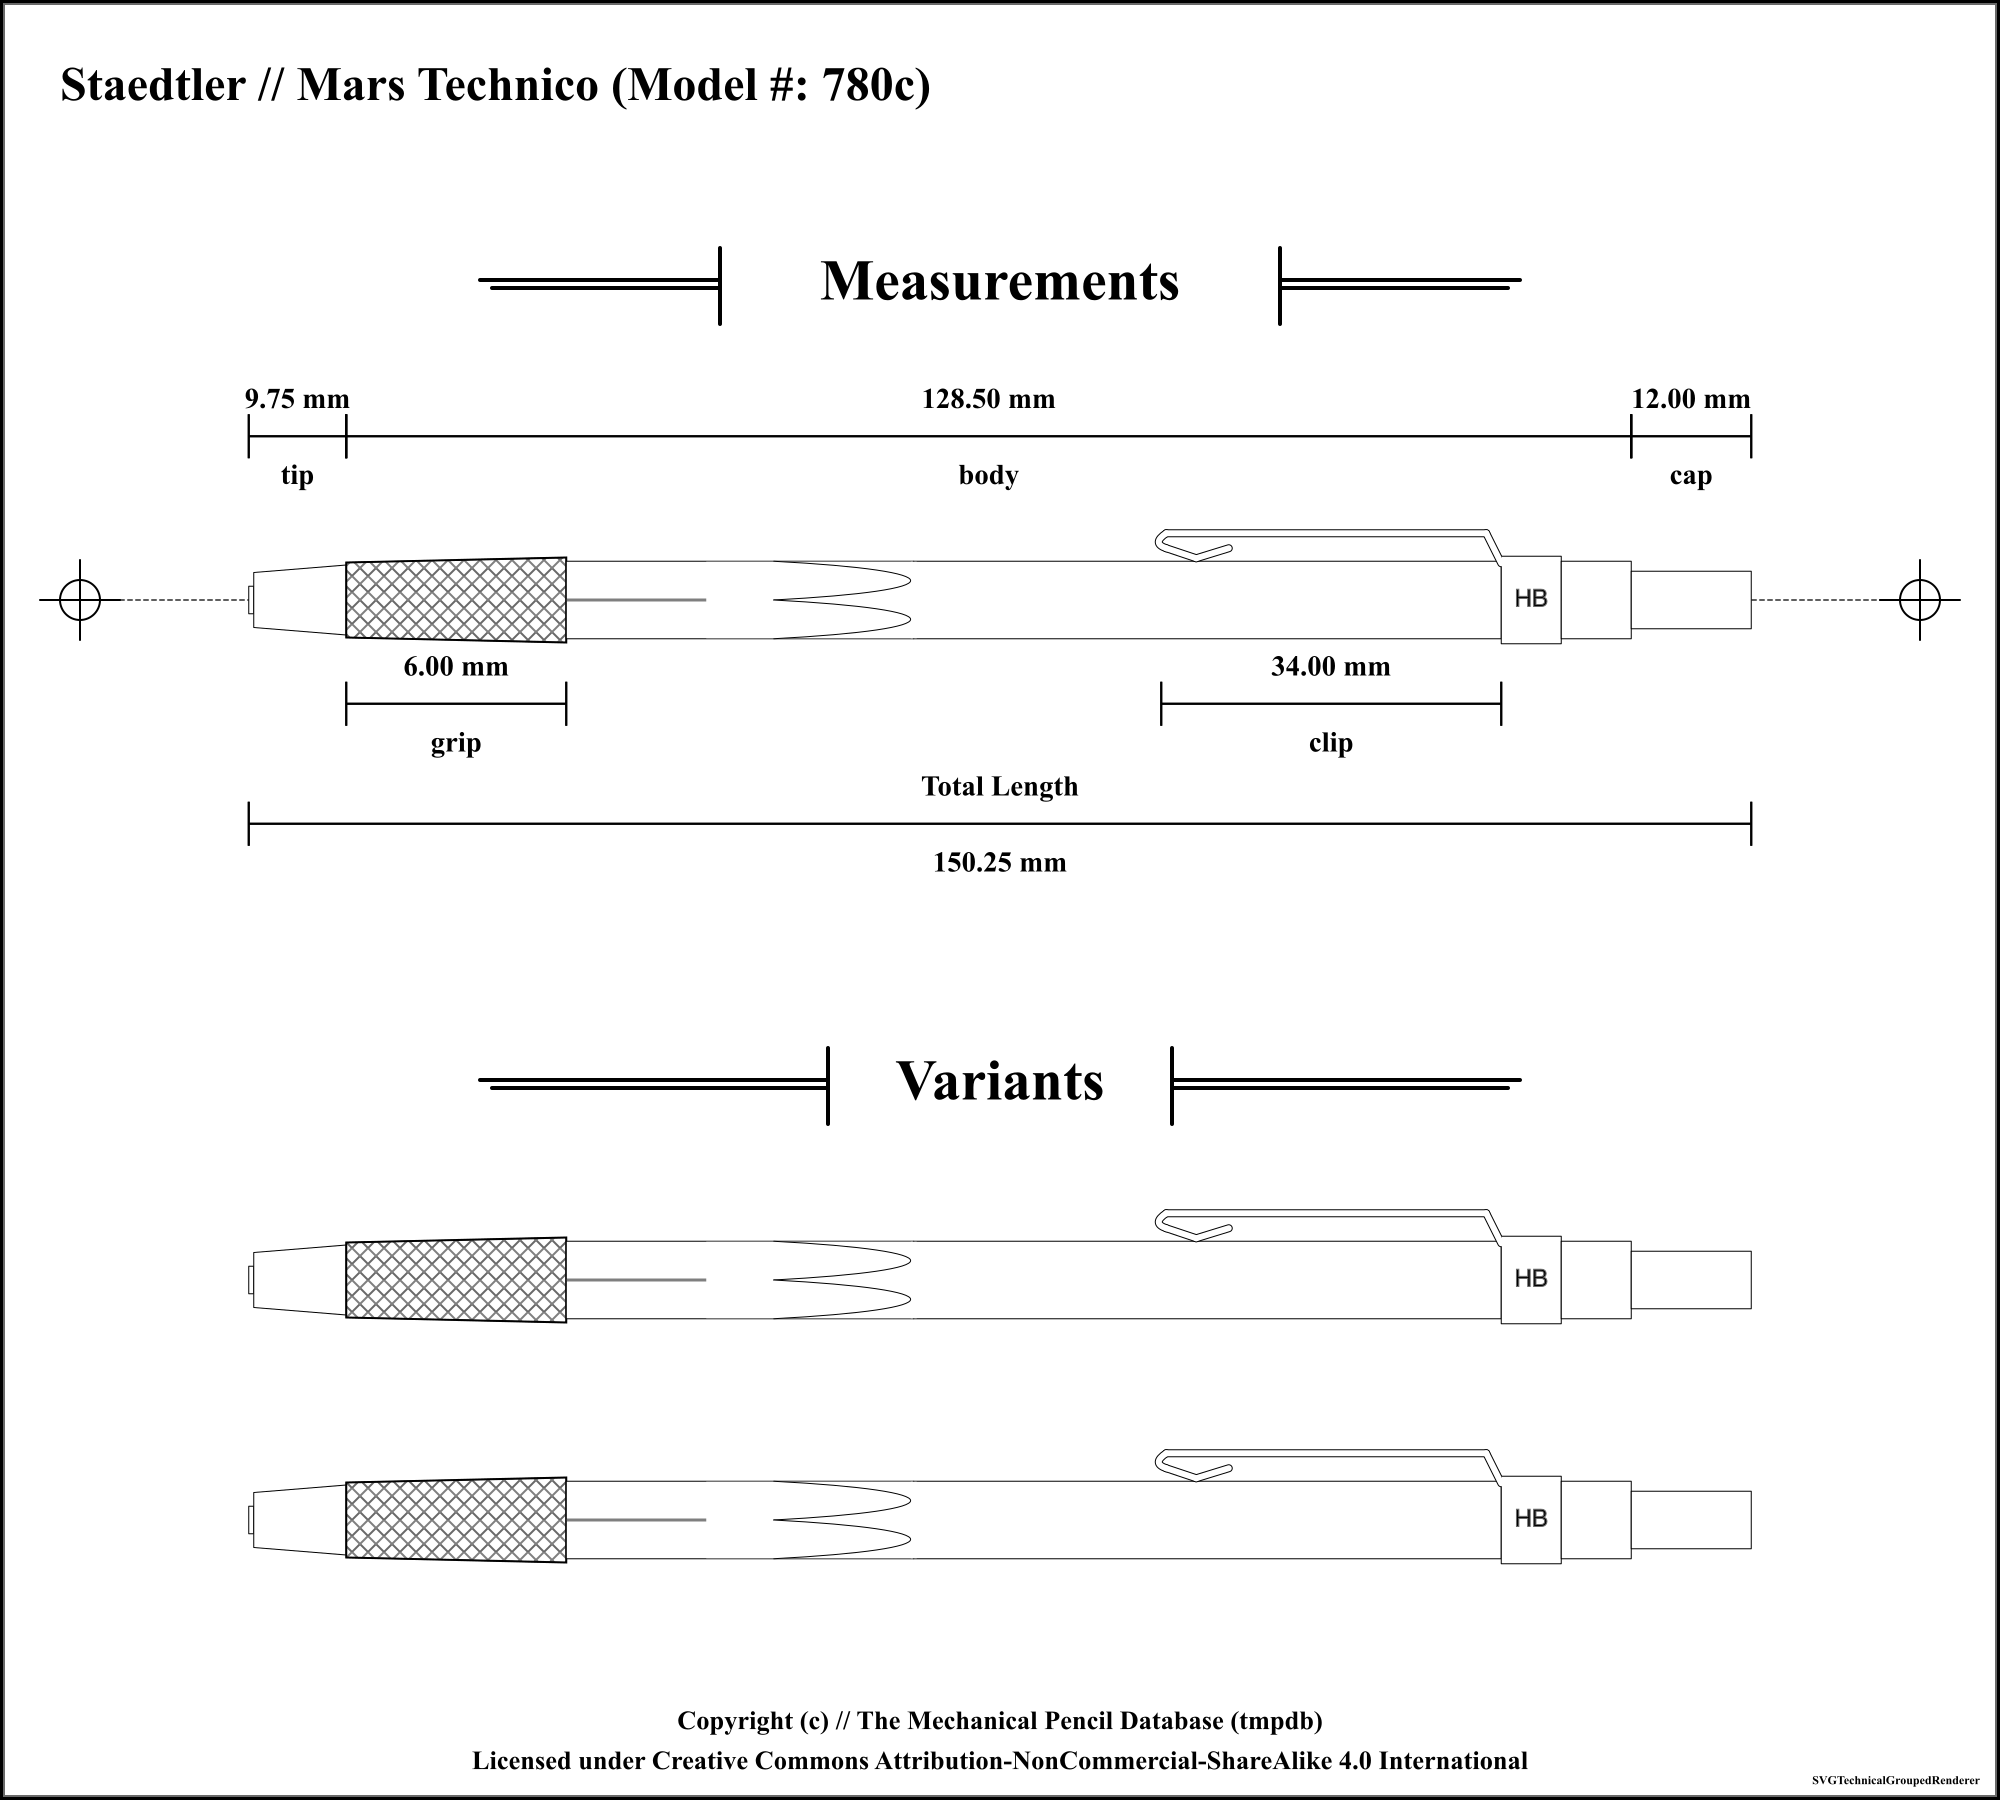 Staedtler // Mars Technico (Model #: 780c)
Measurements
9.75 mm
128.50 mm
12.00 mm
tip
body
cap
HB
6.00 mm
34.00 mm
grip
clip
Total Length
150.25 mm
Variants
HB
HB
Copyright (c) // The Mechanical Pencil Database (tmpdb)
Licensed under Creative Commons Attribution-NonCommercial-ShareAlike 4.0 International
SVGTechnicalGroupedRenderer